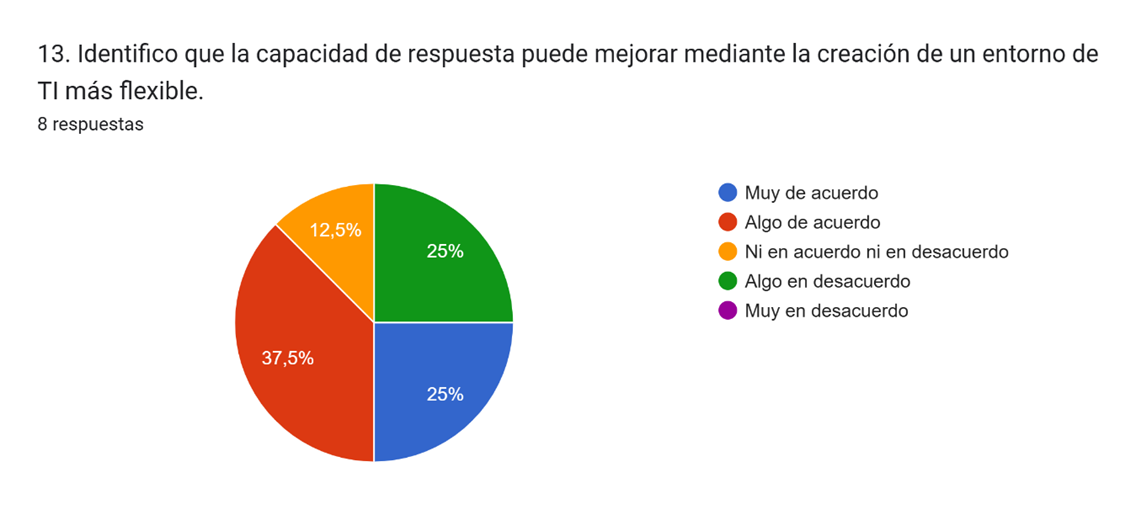 13. Identifico que la capacidad de respuesta puede mejorar mediante la creación de un entorno de
TI más flexible.
8 respuestas
12,5%
25%
37,5%
25%
Muy de acuerdo
Algo de acuerdo
Ni en acuerdo ni en desacuerdo
Algo en desacuerdo
Muy en desacuerdo